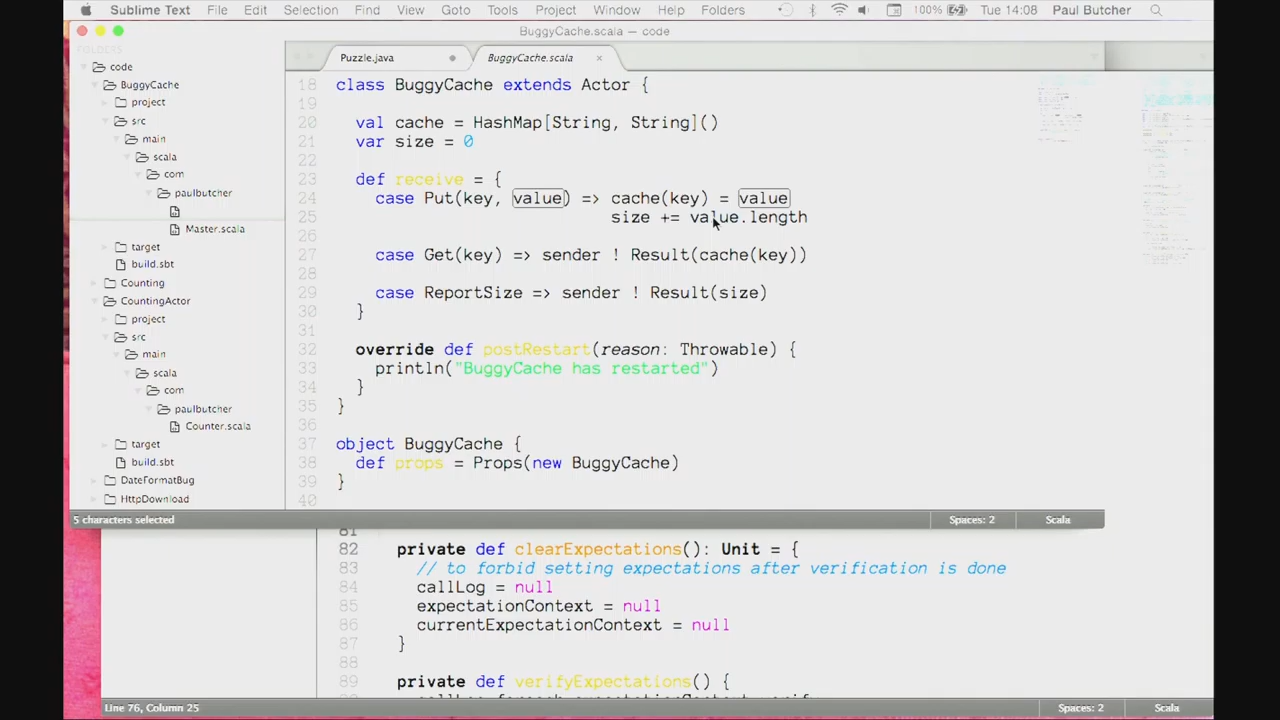 Sublime Text File Edit Selection Find View Goto Tools Project Window Help Folders 100% Tue 14:08 Paul Butcher
BuggyCache.scala — code
FOLDERS
code
BuggyCache
project
src
main
scala
com
paulbutcher
Master.scala
target
build.sbt
Counting
CountingActor
project
src
main
scala
com
paulbutcher
Counter.scala
target
build.sbt
DateFormatBug
HttpDownload
Puzzle.java BuggyCache.scala
18 class BuggyCache extends Actor {
19
20 val cache = HashMap[String, String]()
21 var size = 0
22
23 def receive = {
24 case Put(key, value) => cache(key) = value
25 size += value.length
26
27 case Get(key) => sender ! Result(cache(key))
28
29 case ReportSize => sender ! Result(size)
30 }
31
32 override def postRestart(reason: Throwable) {
33 println("BuggyCache has restarted")
34 }
35 }
36
37 object BuggyCache {
38 def props = Props(new BuggyCache)
39 }
40
5 characters selected Spaces: 2 Scala
81
82 private def clearExpectations(): Unit = {
83 // to forbid setting expectations after verification is done
84 callLog = null
85 expectationContext = null
86 currentExpectationContext = null
87 }
88
89 private def verifyExpectations() {
Line 76, Column 25 Spaces: 2 Scala